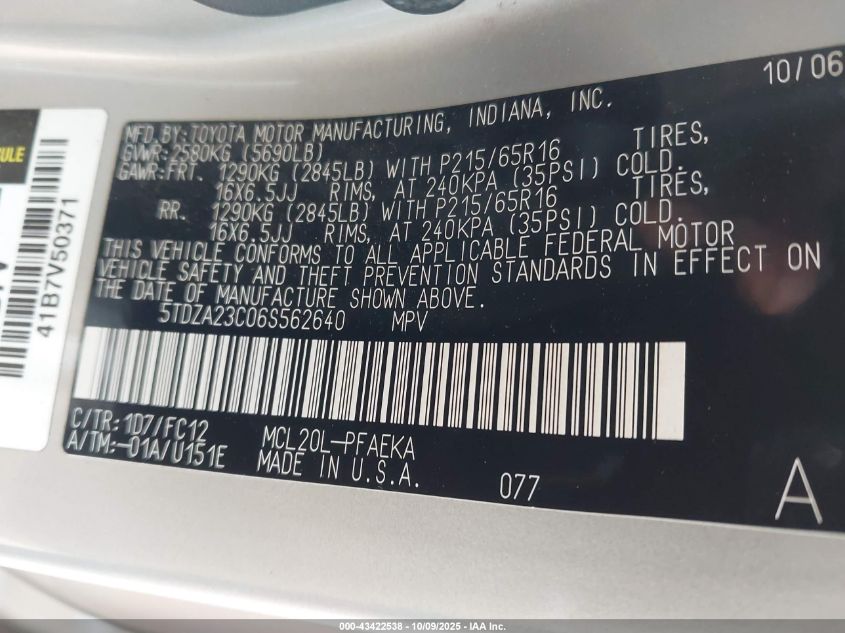 10/06
MFD.BY:TOYOTA MOTOR MANUFACTURING, INDIANA, INC.
GVWR:2580KG (5690LB)
GAWR:FRT. 1290KG (2845LB) WITH P215/65R16 TIRES,
16X6.5JJ RIMS, AT 240KPA (35PSI) COLD.
RR. 1290KG (2845LB) WITH P215/65R16 TIRES,
16X6.5JJ RIMS, AT 240KPA (35PSI) COLD.
THIS VEHICLE CONFORMS TO ALL APPLICABLE FEDERAL MOTOR
VEHICLE SAFETY AND THEFT PREVENTION STANDARDS IN EFFECT ON
THE DATE OF MANUFACTURE SHOWN ABOVE.
5TDZA23C06S562640 MPV
C/TR:1D7/FC12
A/TM:-01A/U151E
MCL20L-PFAEKA
MADE IN U.S.A.
077
A
41B7V50371
000-43422538 - 10/09/2025 - IAA Inc.